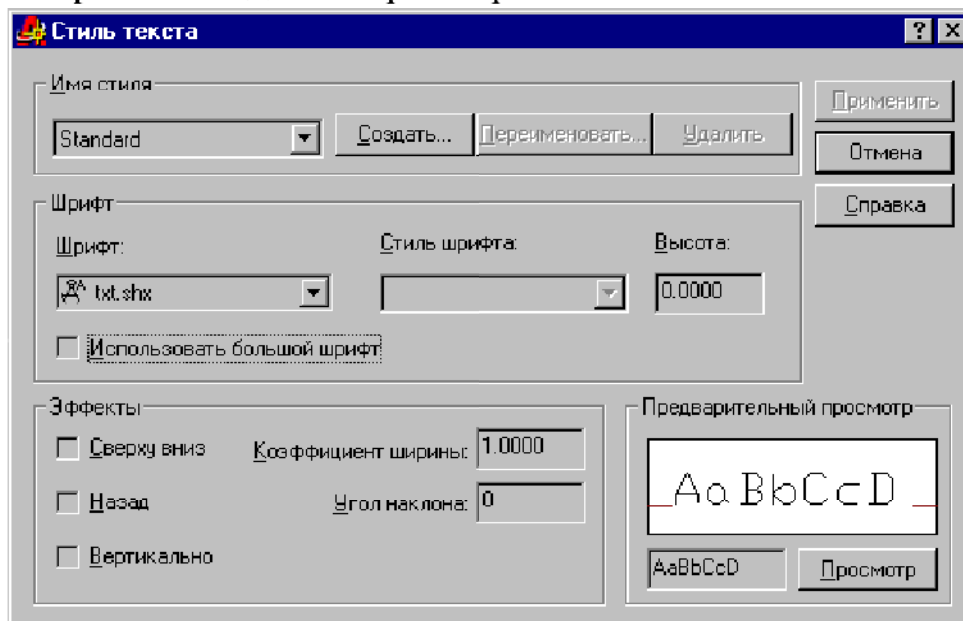 Стиль текста
Имя стиля
Standard
Создать...
Переименовать...
Удалить
Применить
Отмена
Справка
Шрифт
Шрифт:
Стиль шрифта:
Высота:
txt.shx
0.0000
Использовать большой шрифт
Эффекты
Сверху вниз
Коэффициент ширины:
1.0000
Назад
Угол наклона:
0
Вертикально
Предварительный просмотр
AaBbCcD
AaBbCcD
Просмотр